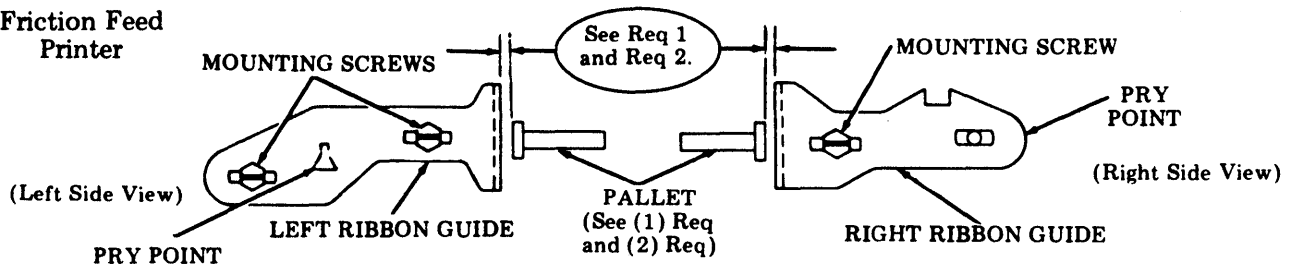 Friction Feed
Printer
See Req 1
and Req 2.
MOUNTING SCREWS
MOUNTING SCREW
PRY
POINT
(Left Side View)
(Right Side View)
PALLET
(See (1) Req
and (2) Req)
LEFT RIBBON GUIDE
RIGHT RIBBON GUIDE
PRY POINT